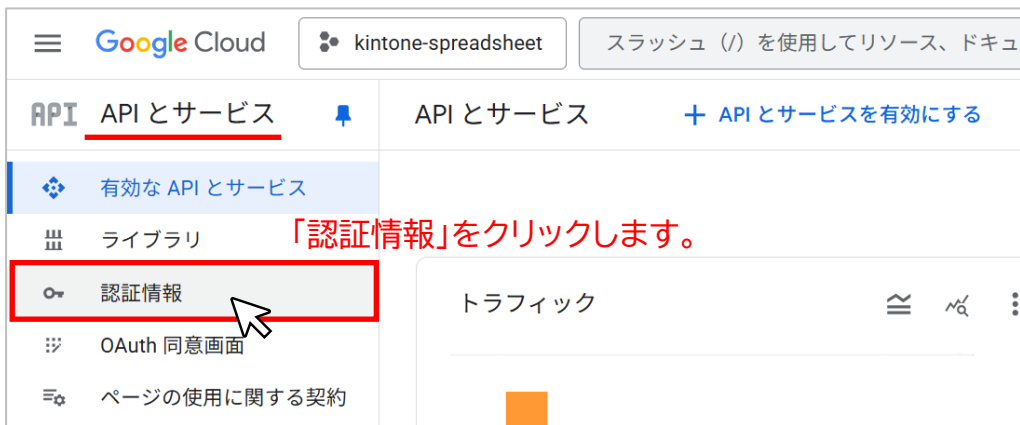 Google Cloud
kintone-spreadsheet
スラッシュ（/）を使用してリソース、ドキュ
API
API とサービス
API とサービス
API とサービスを有効にする
有効な API とサービス
ライブラリ
「認証情報」をクリックします。
認証情報
トラフィック
OAuth 同意画面
ページの使用に関する契約